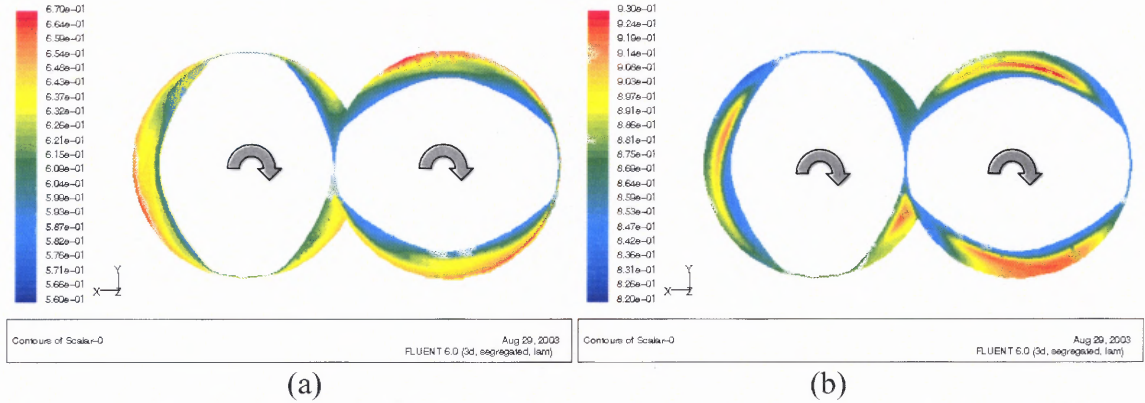 6.70e-01
6.64e-01
6.59e-01
6.54e-01
6.48e-01
6.43e-01
6.37e-01
6.32e-01
6.26e-01
6.21e-01
6.15e-01
6.09e-01
6.04e-01
5.99e-01
5.93e-01
5.87e-01
5.82e-01
5.76e-01
5.71e-01
5.66e-01
5.60e-01
Y
X
Z
Contours of Scalar-0
Aug 29, 2003
FLUENT 6.0 (3d, segregated, lam)
(a)
9.30e-01
9.24e-01
9.19e-01
9.14e-01
9.08e-01
9.03e-01
8.97e-01
8.91e-01
8.86e-01
8.81e-01
8.75e-01
8.69e-01
8.64e-01
8.59e-01
8.53e-01
8.47e-01
8.42e-01
8.36e-01
8.31e-01
8.26e-01
8.20e-01
Y
X
Z
Contours of Scalar-0
Aug 29, 2003
FLUENT 6.0 (3d, segregated, lam)
(b)